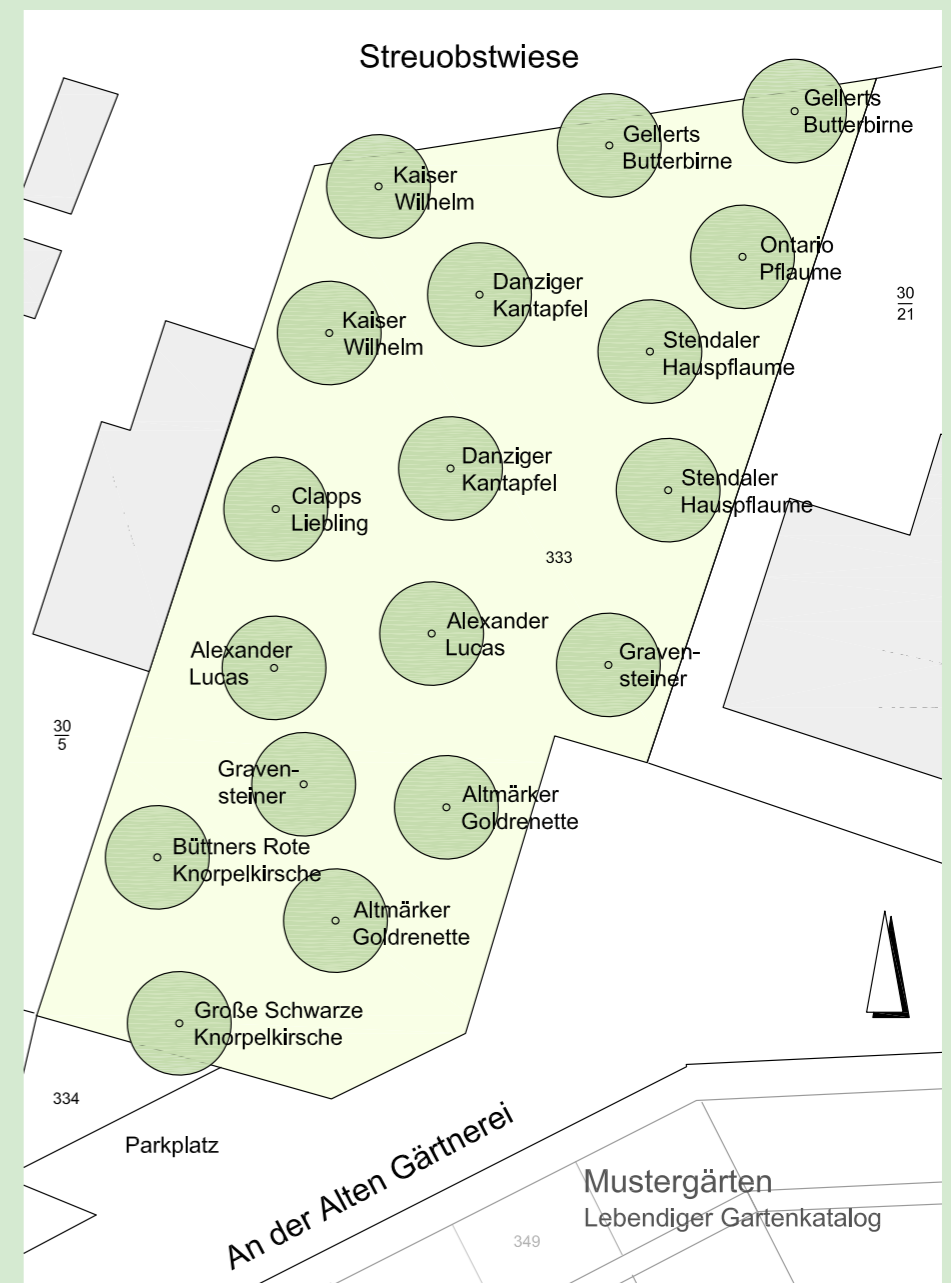 Streuobstwiese
Gellerts
Butterbirne
Gellerts
Butterbirne
Kaiser
Wilhelm
Ontario
Pflaume
Danziger
Kantapfel
30
21
Kaiser
Wilhelm
Stendaler
Hauspflaume
Danziger
Kantapfel
Stendaler
Hauspflaume
Clapps
Liebling
333
Alexander
Lucas
Alexander
Lucas
Graven-
steiner
30
5
Graven-
steiner
Altmärker
Goldrenette
Büttners Rote
Knorpelkirsche
Altmärker
Goldrenette
Große Schwarze
Knorpelkirsche
334
Parkplatz
An der Alten Gärtnerei
Mustergärten
Lebendiger Gartenkatalog
349